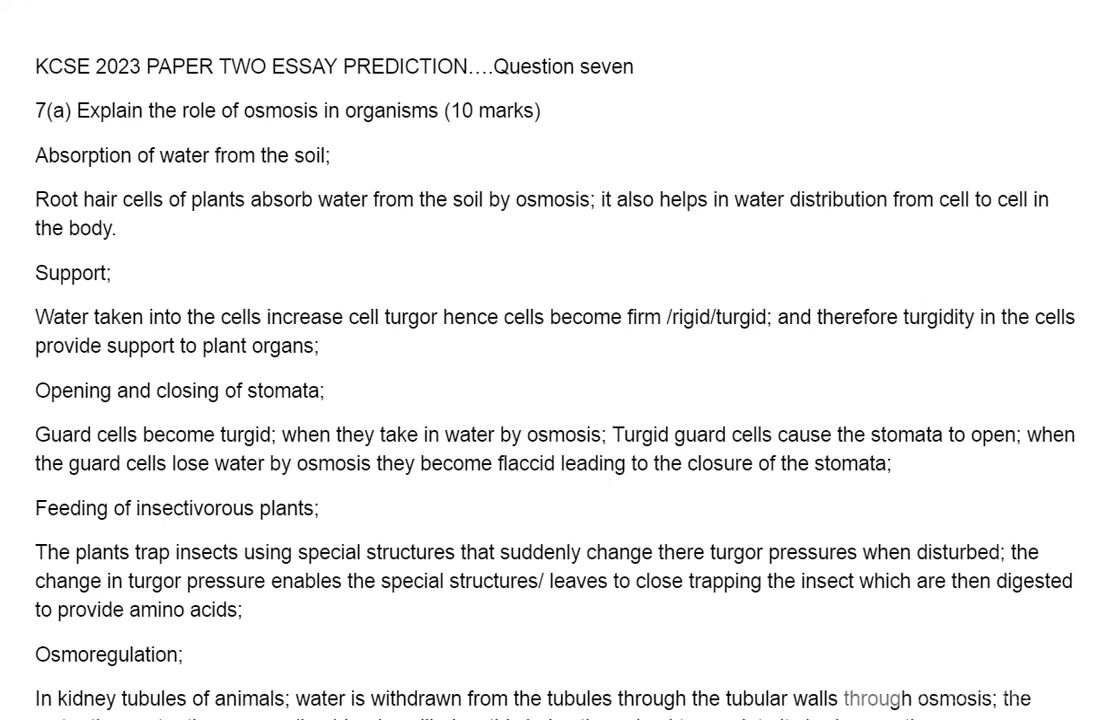 KCSE 2023 PAPER TWO ESSAY PREDICTION….Question seven
7(a) Explain the role of osmosis in organisms (10 marks)
Absorption of water from the soil;
Root hair cells of plants absorb water from the soil by osmosis; it also helps in water distribution from cell to cell in
the body.
Support;
Water taken into the cells increase cell turgor hence cells become firm /rigid/turgid; and therefore turgidity in the cells
provide support to plant organs;
Opening and closing of stomata;
Guard cells become turgid; when they take in water by osmosis; Turgid guard cells cause the stomata to open; when
the guard cells lose water by osmosis they become flaccid leading to the closure of the stomata;
Feeding of insectivorous plants;
The plants trap insects using special structures that suddenly change there turgor pressures when disturbed; the
change in turgor pressure enables the special structures/ leaves to close trapping the insect which are then digested
to provide amino acids;
Osmoregulation;
In kidney tubules of animals; water is withdrawn from the tubules through the tubular walls through osmosis; the